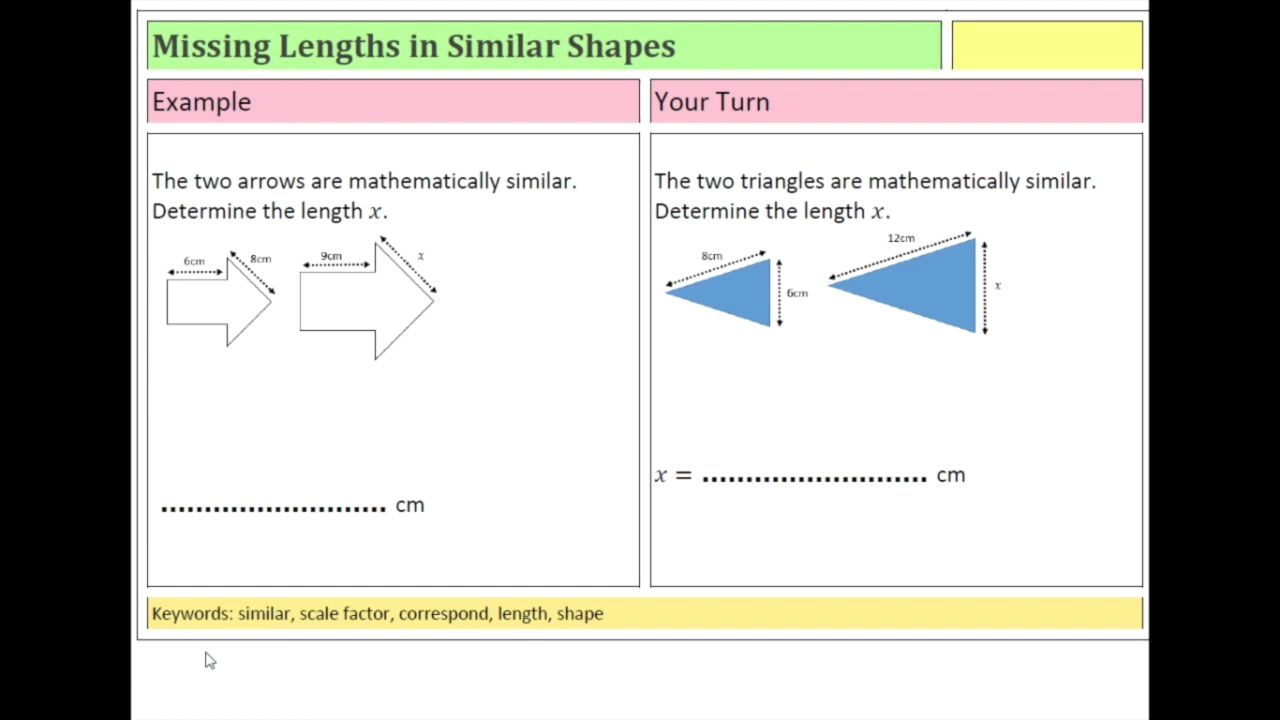 Missing Lengths in Similar Shapes
Example
The two arrows are mathematically similar.
Determine the length x.
6cm
8cm
9cm
x
.......................... cm
Your Turn
The two triangles are mathematically similar.
Determine the length x.
8cm
6cm
12cm
x
x = .......................... cm
Keywords: similar, scale factor, correspond, length, shape